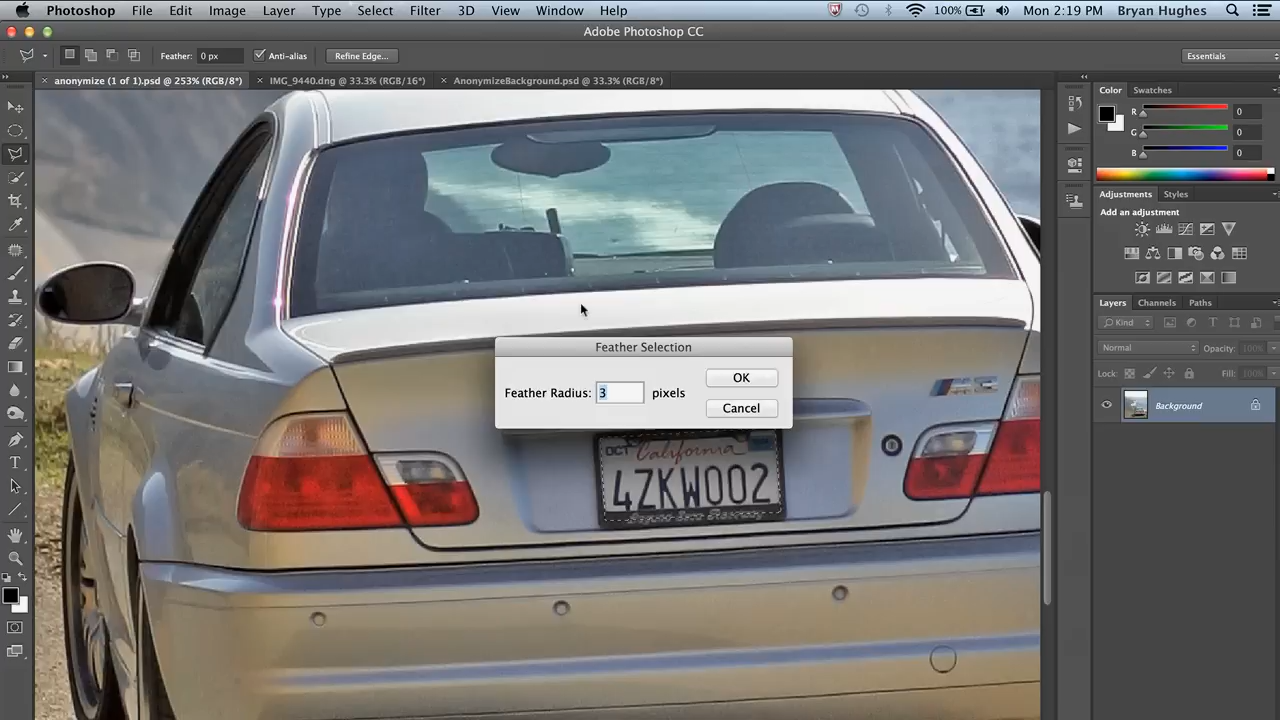 Photoshop File Edit Image Layer Type Select Filter 3D View Window Help 100% Mon 2:19 PM Bryan Hughes
Adobe Photoshop CC
Feather: 0 px Anti-alias Refine Edge... Essentials
× anonymize (1 of 1).psd @ 253% (RGB/8*) × IMG_9440.dng @ 33.3% (RGB/16*) × AnonymizeBackground.psd @ 33.3% (RGB/8*)
Color Swatches
R 0
G 0
B 0
Adjustments Styles
Add an adjustment
Layers Channels Paths
Kind
Normal Opacity: 100%
Lock: Fill: 100%
Background
Feather Selection
Feather Radius: 3 pixels
OK
Cancel
M3
OCT California
4ZKW002